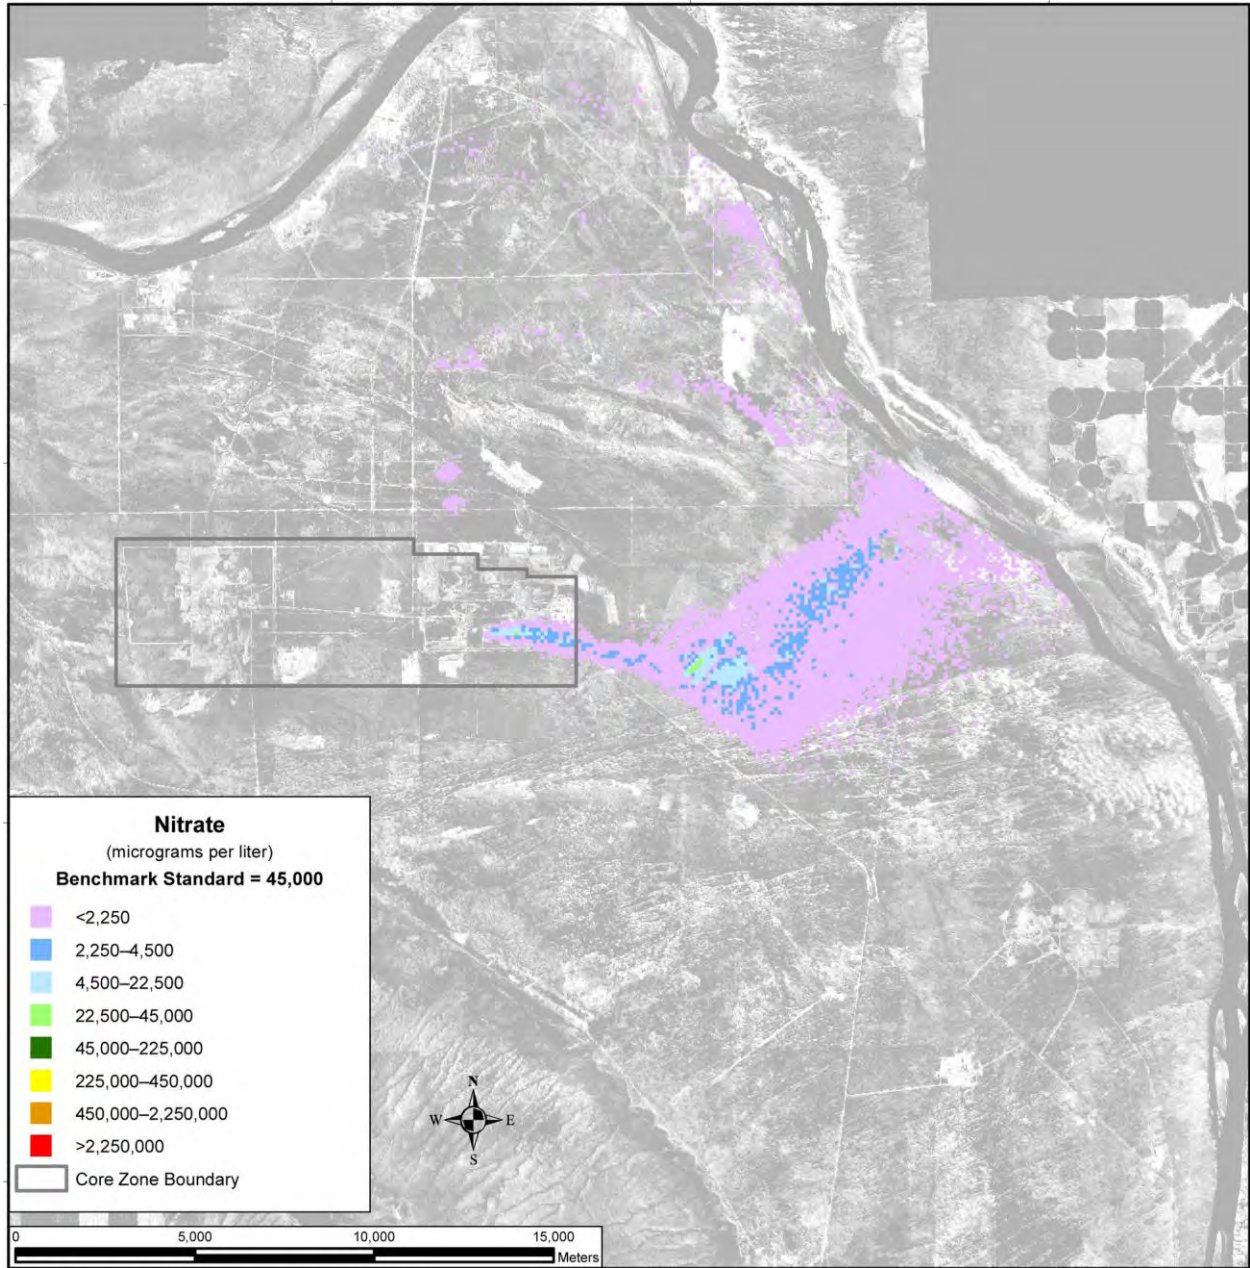 Nitrate
(micrograms per liter)
Benchmark Standard = 45,000
<2,250
2,250–4,500
4,500–22,500
22,500–45,000
45,000–225,000
225,000–450,000
450,000–2,250,000
>2,250,000
Core Zone Boundary
N
W E
S
0 5,000 10,000 15,000
Meters